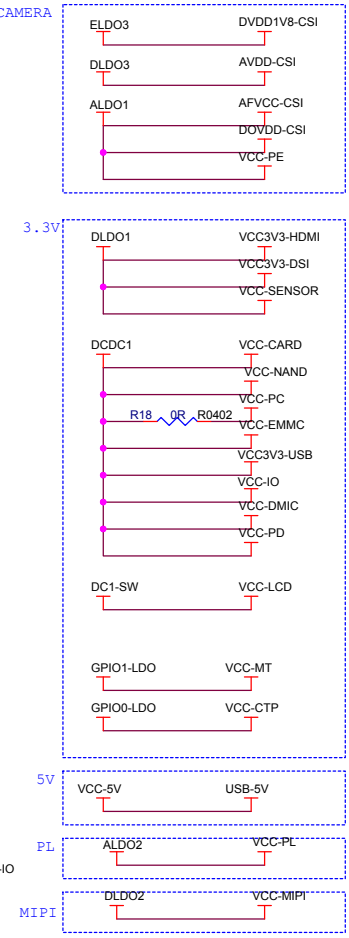 CAMERA
ELDO3 DVDD1V8-CSI
DLDO3 AVDD-CSI
ALDO1 AFVCC-CSI
DOVDD-CSI
VCC-PE
3.3V
DLDO1 VCC3V3-HDMI
VCC3V3-DSI
VCC-SENSOR
DCDC1 VCC-CARD
VCC-NAND
VCC-PC
R18 0R R0402
VCC-EMMC
VCC3V3-USB
VCC-IO
VCC-DMIC
VCC-PD
DC1-SW VCC-LCD
GPIO1-LDO VCC-MT
GPIO0-LDO VCC-CTP
5V
VCC-5V USB-5V
PL
ALDO2 VCC-PL
-IO
MIPI
DLDO2 VCC-MIPI